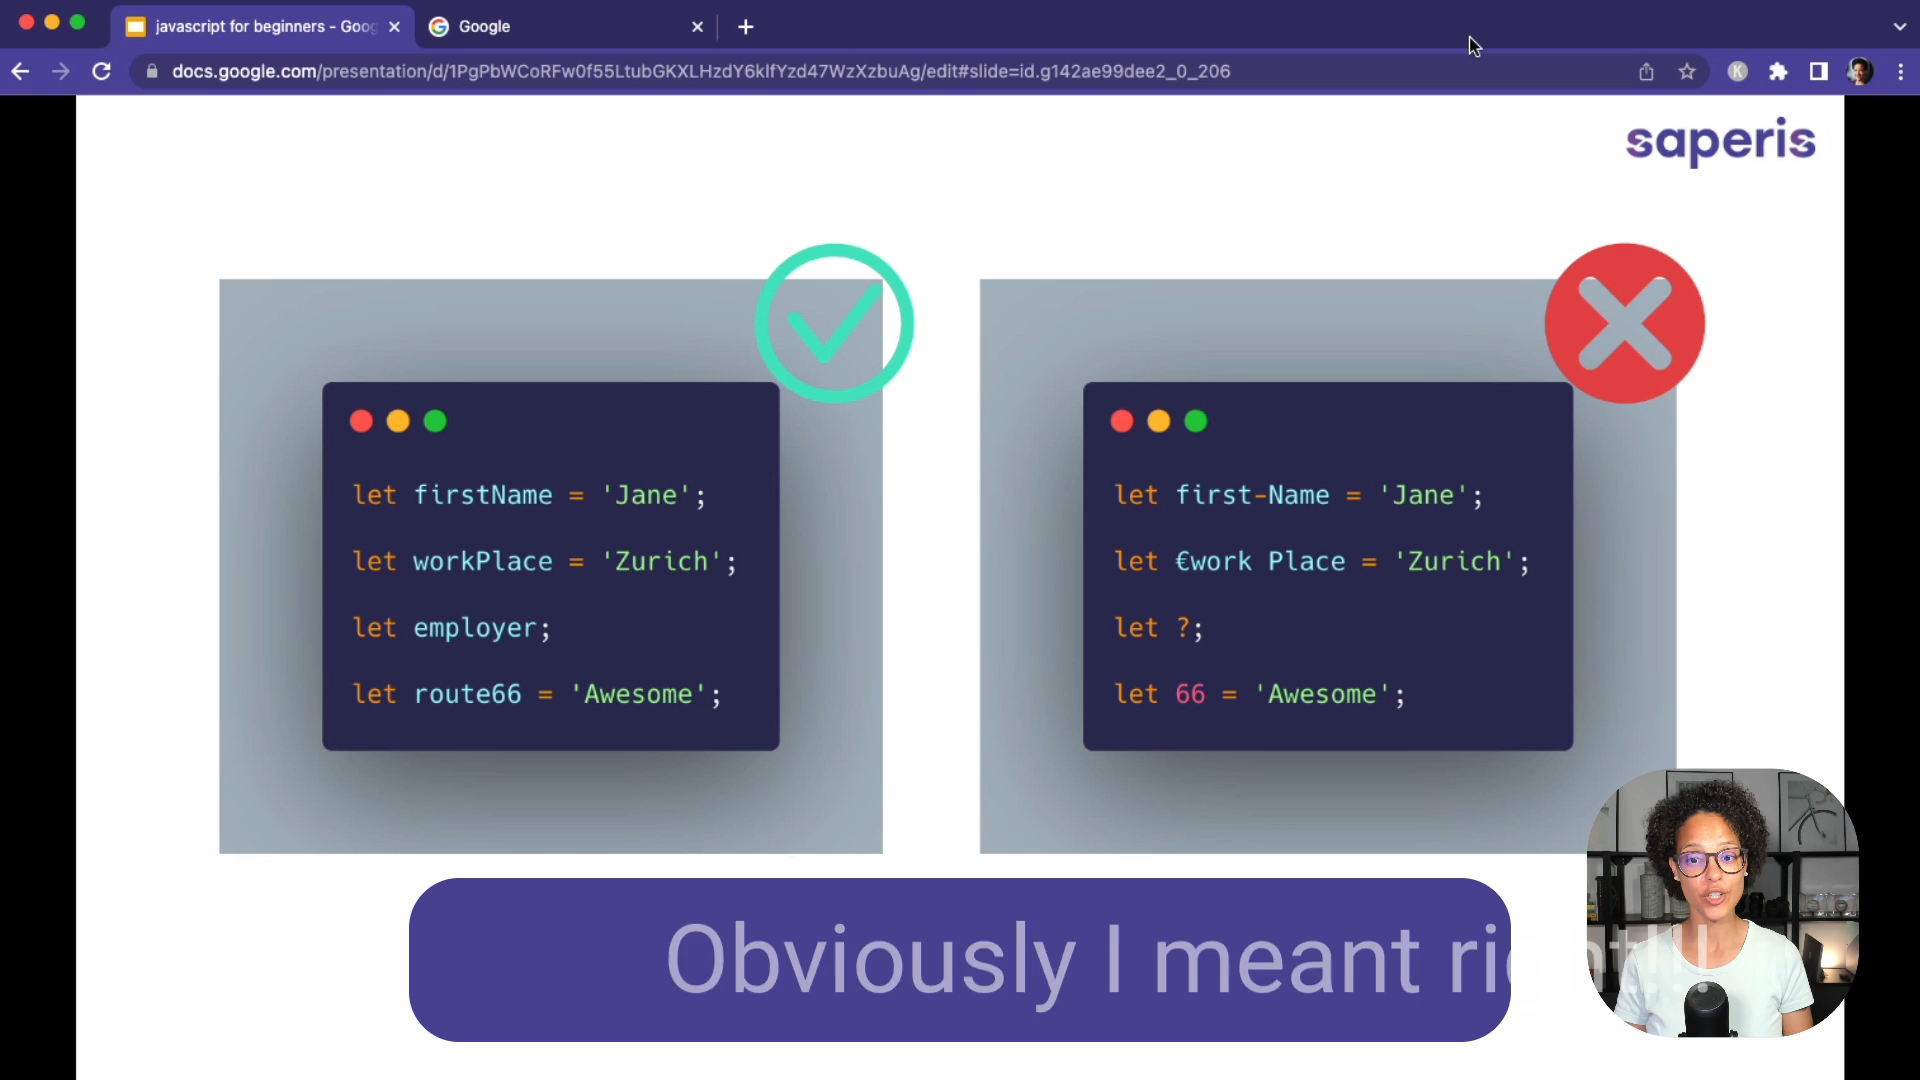 javascript for beginners - Goog
Google
docs.google.com/presentation/d/1PgPbWCoRFw0f55LtubGKXLHzdY6klfYzd47WzXzbuAg/edit#slide=id.g142ae99dee2_0_206
K
saperis
let firstName = 'Jane';
let workPlace = 'Zurich';
let employer;
let route66 = 'Awesome';
let first-Name = 'Jane';
let €work Place = 'Zurich';
let ?;
let 66 = 'Awesome';
Obviously I meant right!!!